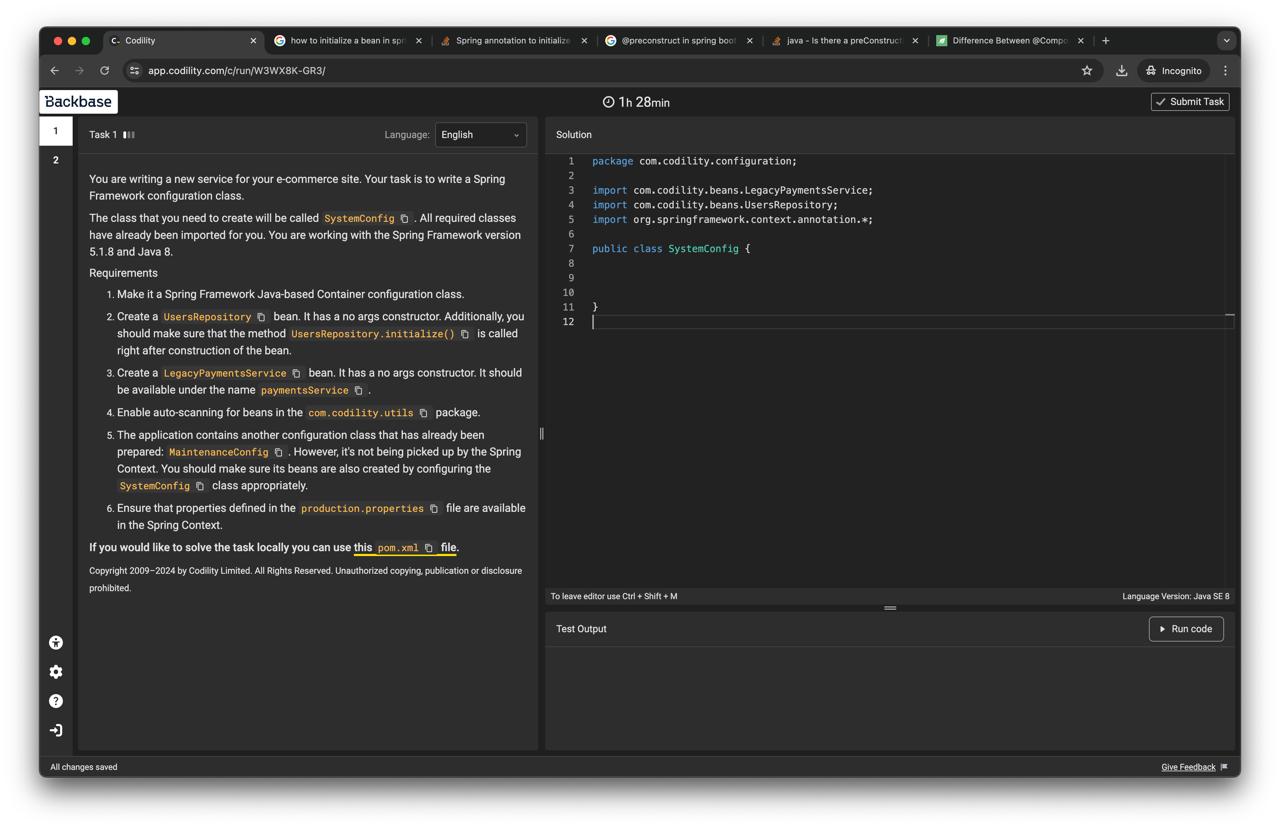 Codility
how to initialize a bean in spr
Spring annotation to initialize
@preconstruct in spring boot
java - Is there a preConstruct
Difference Between @Compo
app.codility.com/c/run/W3WX8K-GR3/
Incognito
Backbase
1h 28min
Submit Task
1
2
Task 1
Language:
English
You are writing a new service for your e-commerce site. Your task is to write a Spring
Framework configuration class.
The class that you need to create will be called SystemConfig . All required classes
have already been imported for you. You are working with the Spring Framework version
5.1.8 and Java 8.
Requirements
1. Make it a Spring Framework Java-based Container configuration class.
2. Create a UsersRepository bean. It has a no args constructor. Additionally, you
should make sure that the method UsersRepository.initialize() is called
right after construction of the bean.
3. Create a LegacyPaymentsService bean. It has a no args constructor. It should
be available under the name paymentsService .
4. Enable auto-scanning for beans in the com.codility.utils package.
5. The application contains another configuration class that has already been
prepared: MaintenanceConfig . However, it's not being picked up by the Spring
Context. You should make sure its beans are also created by configuring the
SystemConfig class appropriately.
6. Ensure that properties defined in the production.properties file are available
in the Spring Context.
If you would like to solve the task locally you can use this pom.xml file.
Copyright 2009–2024 by Codility Limited. All Rights Reserved. Unauthorized copying, publication or disclosure
prohibited.
Solution
1 package com.codility.configuration;
2
3 import com.codility.beans.LegacyPaymentsService;
4 import com.codility.beans.UsersRepository;
5 import org.springframework.context.annotation.*;
6
7 public class SystemConfig {
8
9
10
11 }
12
To leave editor use Ctrl + Shift + M
Language Version: Java SE 8
Test Output
Run code
All changes saved
Give Feedback